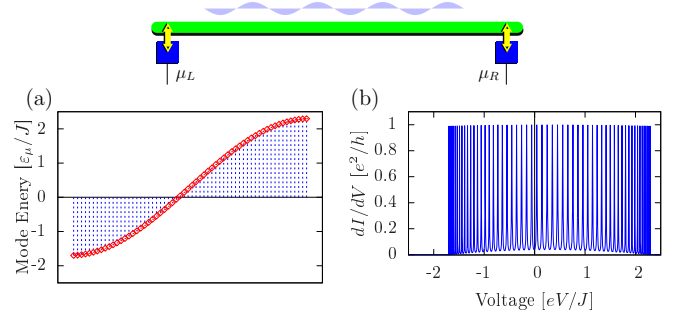 μ_L μ_R
(a) (b)
Mode Enery [ε_μ/J]
2
1
0
-1
-2
dI/dV [e²/h]
1
0.8
0.6
0.4
0.2
0
-2 -1 0 1 2
Voltage [eV/J]